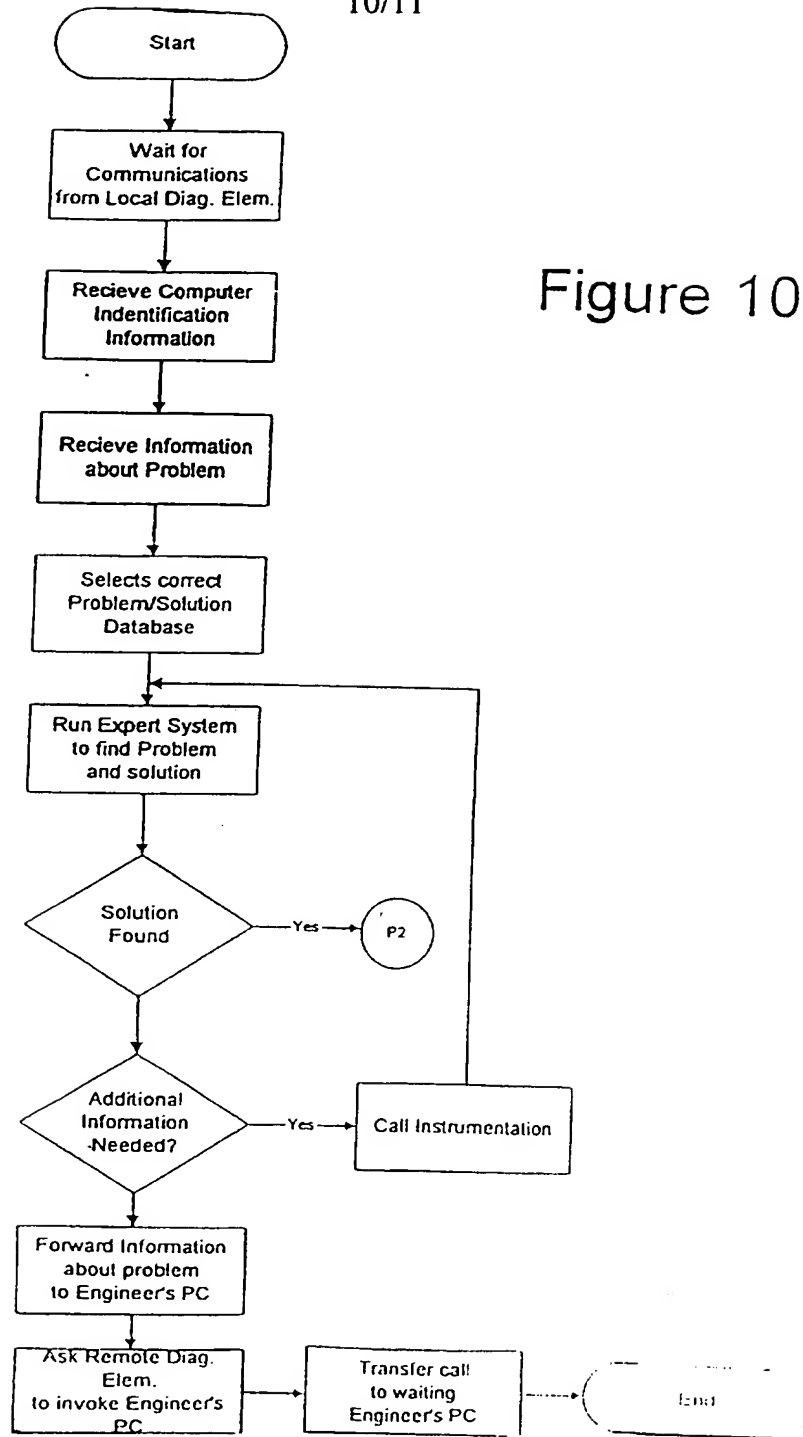 10/11
Start
Wait for
Communications
from Local Diag. Elem.
Recieve Computer
Indentification
Information
Figure 10
Recieve Information
about Problem
Selects correct
Problem/Solution
Database
Run Expert System
to find Problem
and solution
Solution
Found
Yes
P2
Additional
Information
Needed?
Yes
Call Instrumentation
Forward Information
about problem
to Engineer's PC
Ask Remote Diag.
Elem.
to invoke Engineer's
PC
Transfer call
to waiting
Engineer's PC
End